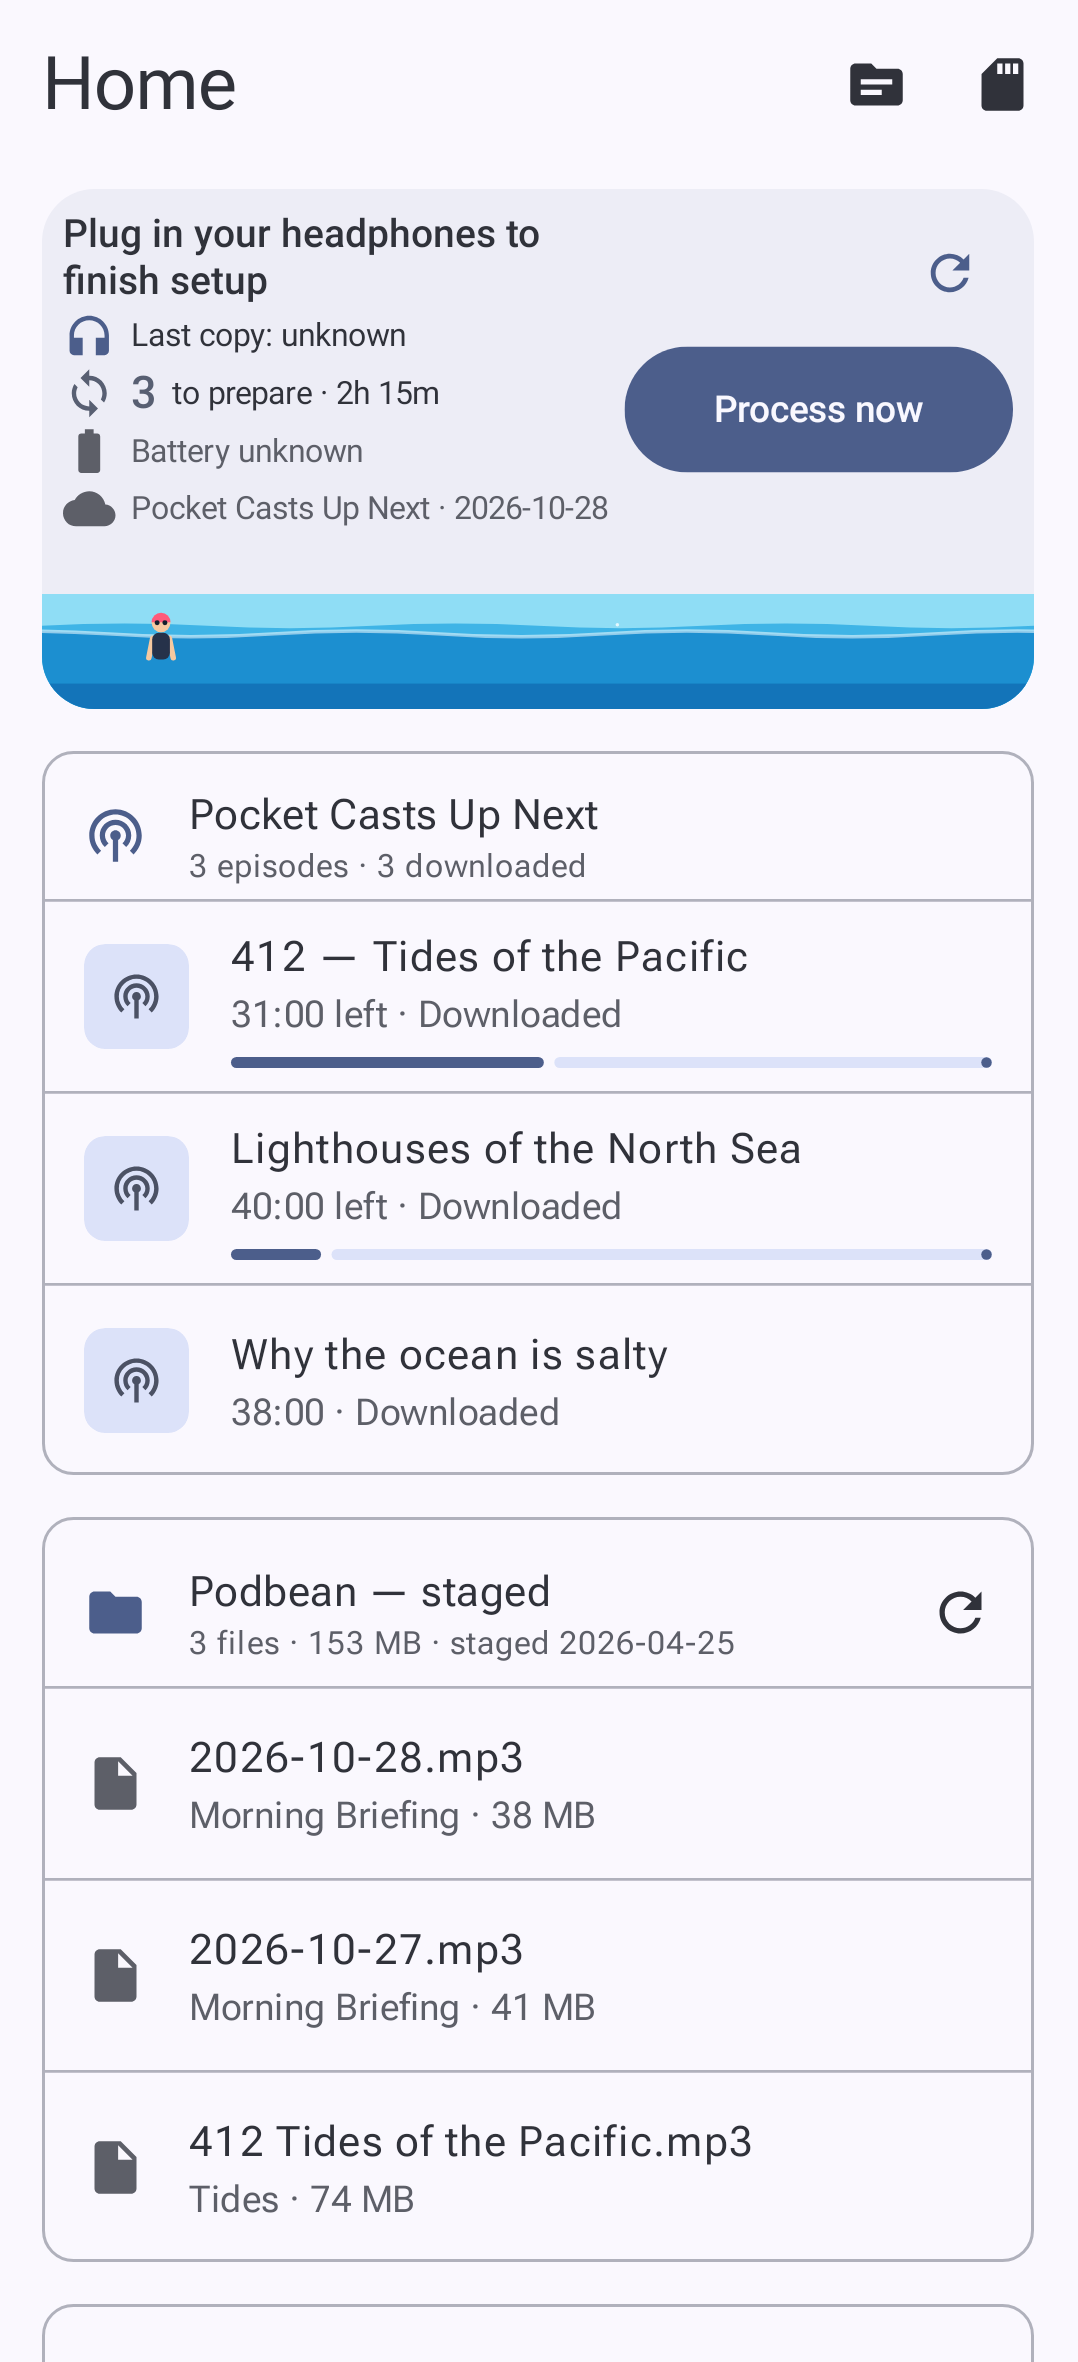 Home
Plug in your headphones to
finish setup
Last copy: unknown
3 to prepare · 2h 15m
Process now
Battery unknown
Pocket Casts Up Next · 2026-10-28
Pocket Casts Up Next
3 episodes · 3 downloaded
412 — Tides of the Pacific
31:00 left · Downloaded
Lighthouses of the North Sea
40:00 left · Downloaded
Why the ocean is salty
38:00 · Downloaded
Podbean — staged
3 files · 153 MB · staged 2026-04-25
2026-10-28.mp3
Morning Briefing · 38 MB
2026-10-27.mp3
Morning Briefing · 41 MB
412 Tides of the Pacific.mp3
Tides · 74 MB